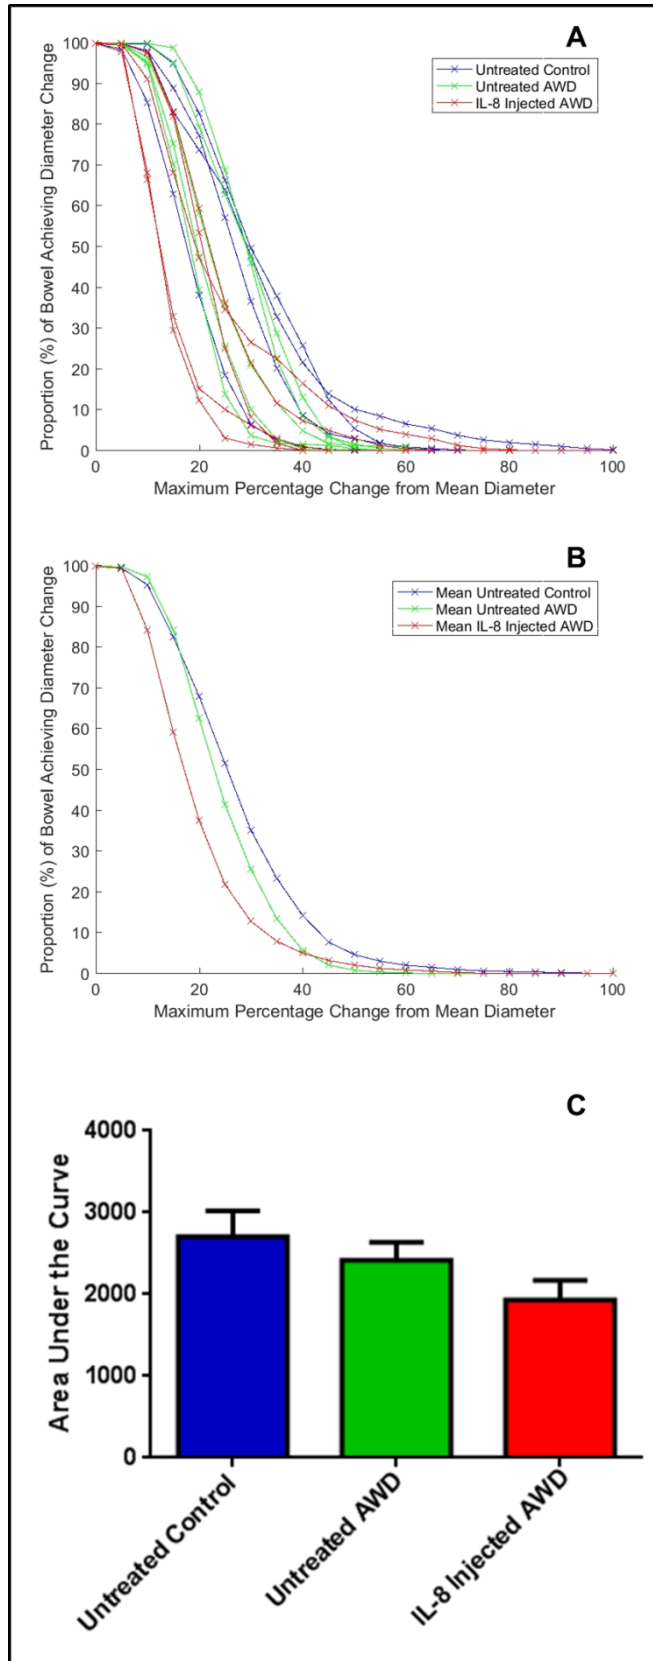 A
Untreated Control
Untreated AWD
IL-8 Injected AWD
Proportion (%) of Bowel Achieving Diameter Change
100
90
80
70
60
50
40
30
20
10
0
0 20 40 60 80 100
Maximum Percentage Change from Mean Diameter
B
Mean Untreated Control
Mean Untreated AWD
Mean IL-8 Injected AWD
Proportion (%) of Bowel Achieving Diameter Change
100
90
80
70
60
50
40
30
20
10
0
0 20 40 60 80 100
Maximum Percentage Change from Mean Diameter
C
Area Under the Curve
4000
3000
2000
1000
0
Untreated Control
Untreated AWD
IL-8 Injected AWD